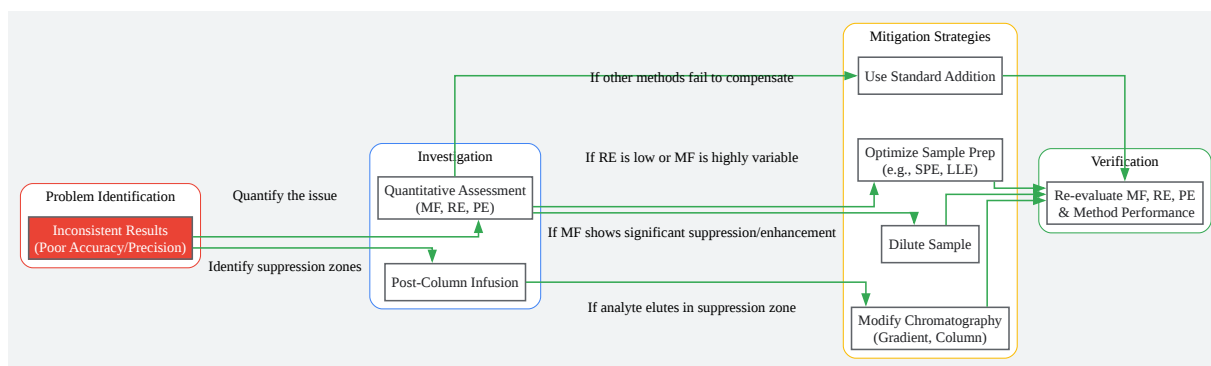 Problem Identification
Inconsistent Results
(Poor Accuracy/Precision)
Quantify the issue
Identify suppression zones
Investigation
Quantitative Assessment
(MF, RE, PE)
Post-Column Infusion
If other methods fail to compensate
If RE is low or MF is highly variable
If MF shows significant suppression/enhancement
If analyte elutes in suppression zone
Mitigation Strategies
Use Standard Addition
Optimize Sample Prep
(e.g., SPE, LLE)
Dilute Sample
Modify Chromatography
(Gradient, Column)
Verification
Re-evaluate MF, RE, PE
& Method Performance